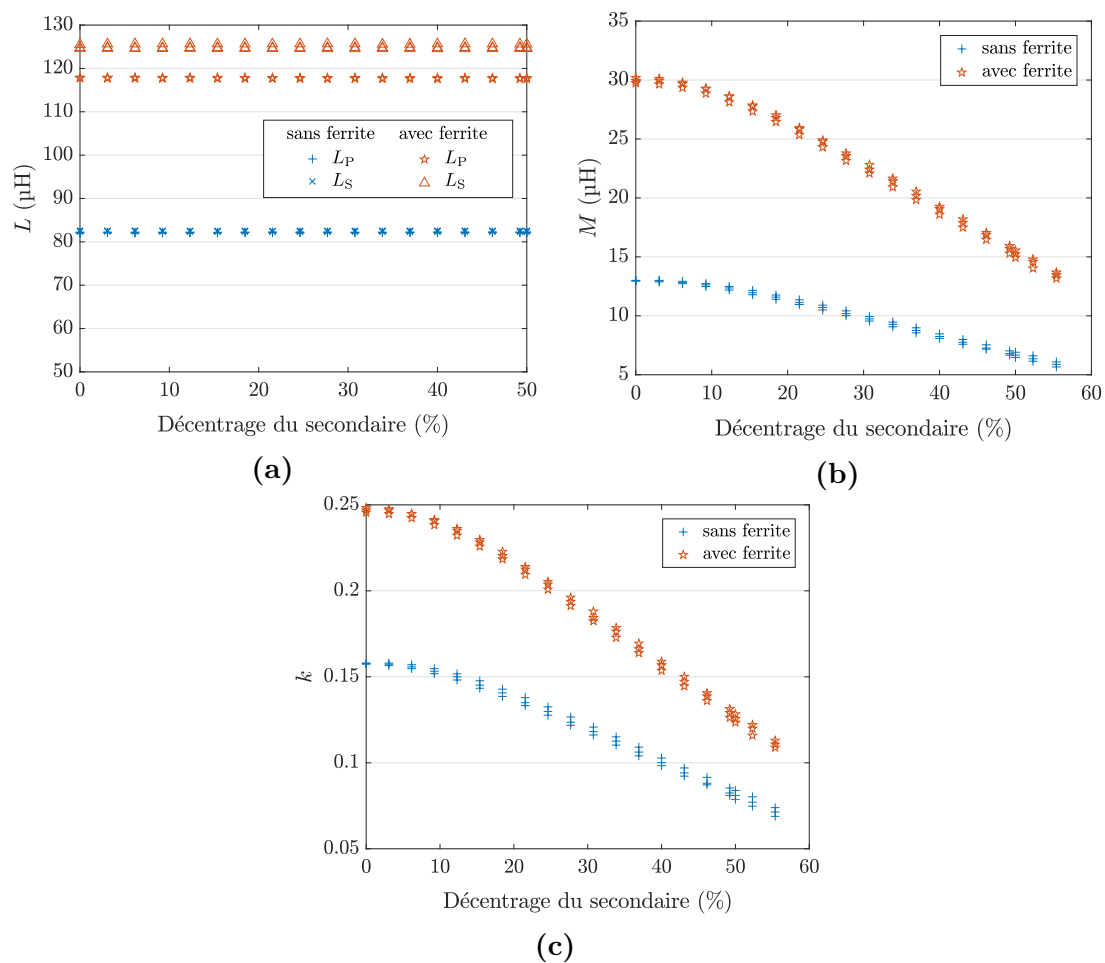 130
120
110
100
90
80
70
60
50
L (µH)
sans ferrite avec ferrite
L_P L_P
L_S L_S
0 10 20 30 40 50
Décentrage du secondaire (%)
(a)
35
30
25
20
15
10
5
M (µH)
sans ferrite
avec ferrite
0 10 20 30 40 50 60
Décentrage du secondaire (%)
(b)
0.25
0.2
0.15
0.1
0.05
k
sans ferrite
avec ferrite
0 10 20 30 40 50 60
Décentrage du secondaire (%)
(c)